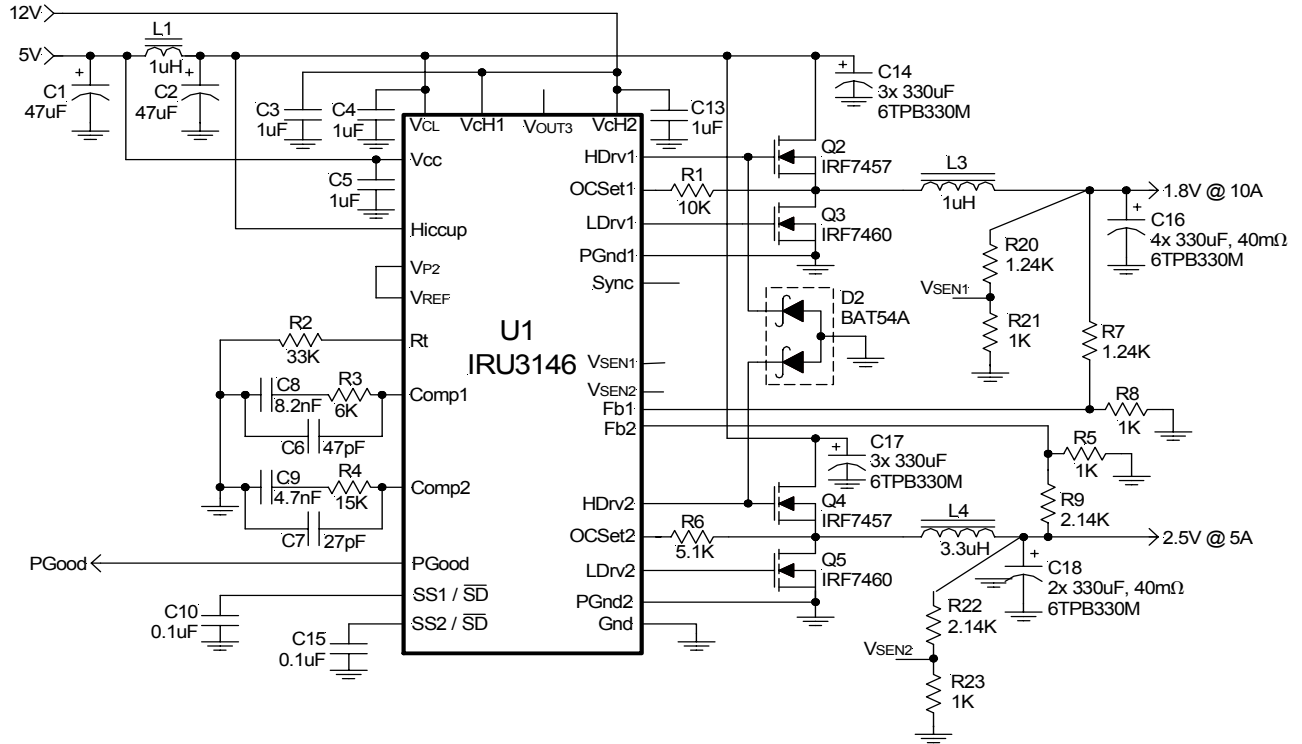 12V
5V
L1
1uH
C1
47uF
C2
47uF
C3
1uF
C4
1uF
C13
1uF
C14
3x 330uF
6TPB330M
VCL
VcH1
VOUT3
VcH2
Vcc
C5
1uF
HDrv1
Q2
IRF7457
OCSet1
R1
10K
L3
1uH
1.8V @ 10A
Hiccup
LDrv1
Q3
IRF7460
C16
4x 330uF, 40mΩ
6TPB330M
PGnd1
R20
1.24K
VP2
VREF
Sync
VSEN1
D2
BAT54A
R21
1K
R7
1.24K
U1
IRU3146
R2
33K
Rt
VSEN1
VSEN2
C8
8.2nF
R3
6K
Comp1
C6
47pF
Fb1
Fb2
R8
1K
R5
1K
C17
3x 330uF
6TPB330M
C9
4.7nF
R4
15K
Comp2
C7
27pF
HDrv2
Q4
IRF7457
R9
2.14K
OCSet2
R6
5.1K
L4
3.3uH
2.5V @ 5A
PGood
PGood
LDrv2
Q5
IRF7460
C18
2x 330uF, 40mΩ
6TPB330M
SS1 / SD
PGnd2
C10
0.1uF
SS2 / SD
Gnd
R22
2.14K
C15
0.1uF
VSEN2
R23
1K